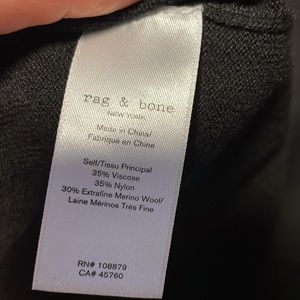 rag & bone
NEW YORK
Made in China/
Fabriqué en Chine
Self/Tissu Principal
35% Viscose
35% Nylon
30% Extrafine Merino Wool/
Laine Mérinos Très Fine
RN# 108879
CA# 45760